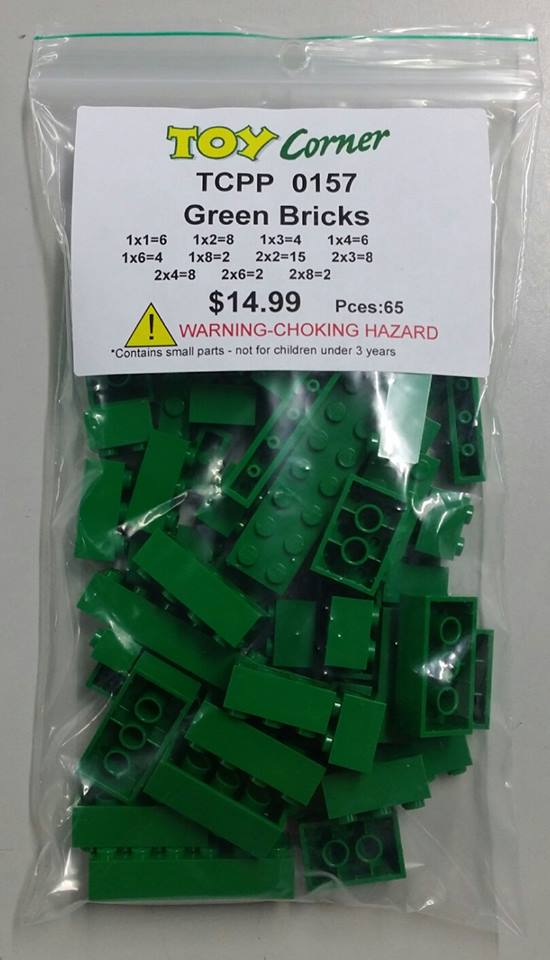 TOY Corner
TCPP 0157
Green Bricks
1x1=6 1x2=8 1x3=4 1x4=6
1x6=4 1x8=2 2x2=15 2x3=8
2x4=8 2x6=2 2x8=2
$14.99 Pces:65
! WARNING-CHOKING HAZARD
*Contains small parts - not for children under 3 years